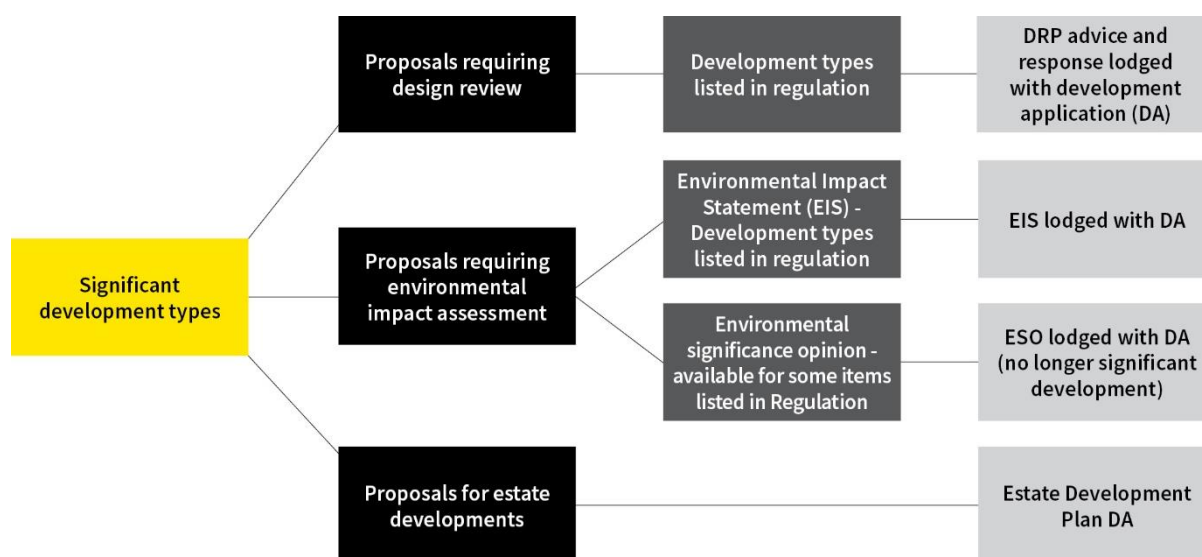 Significant
development types
Proposals requiring
design review
Development types
listed in regulation
DRP advice and
response lodged
with development
application (DA)
Proposals requiring
environmental
impact assessment
Environmental Impact
Statement (EIS) -
Development types
listed in regulation
EIS lodged with DA
Environmental
significance opinion -
available for some items
listed in Regulation
ESO lodged with DA
(no longer significant
development)
Proposals for estate
developments
Estate Development
Plan DA